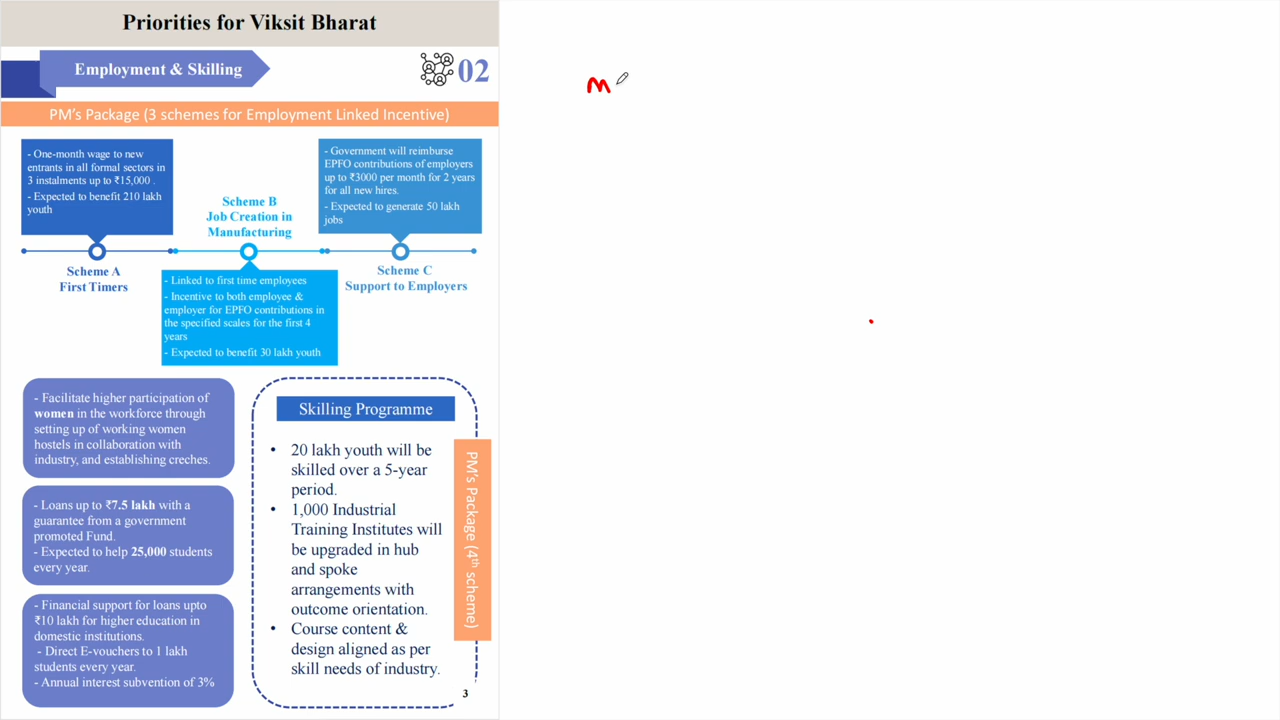 Priorities for Viksit Bharat
Employment & Skilling
02
PM's Package (3 schemes for Employment Linked Incentive)
- One-month wage to new
entrants in all formal sectors in
3 instalments up to ₹15,000 .
- Expected to benefit 210 lakh
youth
Scheme A
First Timers
Scheme B
Job Creation in
Manufacturing
- Linked to first time employees
- Incentive to both employee &
employer for EPFO contributions in
the specified scales for the first 4
years
- Expected to benefit 30 lakh youth
- Government will reimburse
EPFO contributions of employers
up to ₹3000 per month for 2 years
for all new hires.
- Expected to generate 50 lakh
jobs
Scheme C
Support to Employers
- Facilitate higher participation of
women in the workforce through
setting up of working women
hostels in collaboration with
industry, and establishing creches.
- Loans up to ₹7.5 lakh with a
guarantee from a government
promoted Fund.
- Expected to help 25,000 students
every year.
- Financial support for loans upto
₹10 lakh for higher education in
domestic institutions.
- Direct E-vouchers to 1 lakh
students every year.
- Annual interest subvention of 3%
Skilling Programme
• 20 lakh youth will be
skilled over a 5-year
period.
• 1,000 Industrial
Training Institutes will
be upgraded in hub
and spoke
arrangements with
outcome orientation.
• Course content &
design aligned as per
skill needs of industry.
PM's Package (4th scheme)
3
m